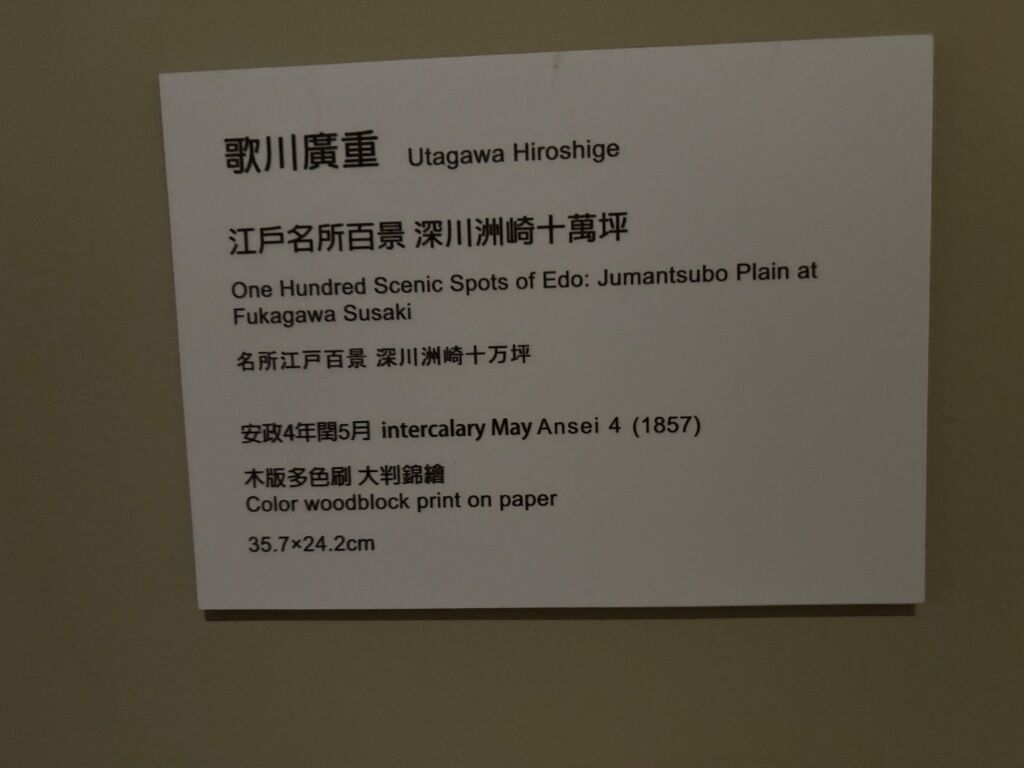 歌川廣重 Utagawa Hiroshige
江戶名所百景 深川洲崎十萬坪
One Hundred Scenic Spots of Edo: Jumantsubo Plain at
Fukagawa Susaki
名所江戸百景 深川洲崎十万坪
安政4年閏5月 intercalary May Ansei 4 (1857)
木版多色刷 大判錦繪
Color woodblock print on paper
35.7×24.2cm